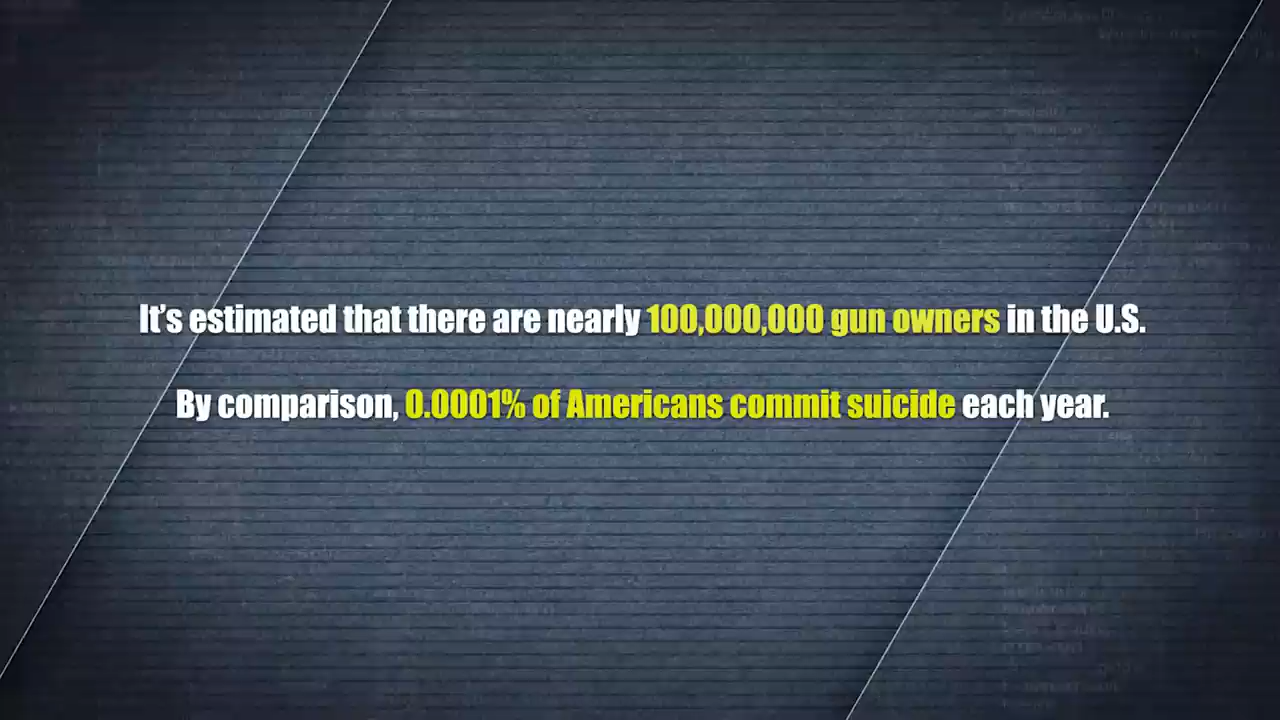 It's estimated that there are nearly 100,000,000 gun owners in the U.S.
By comparison, 0.0001% of Americans commit suicide each year.